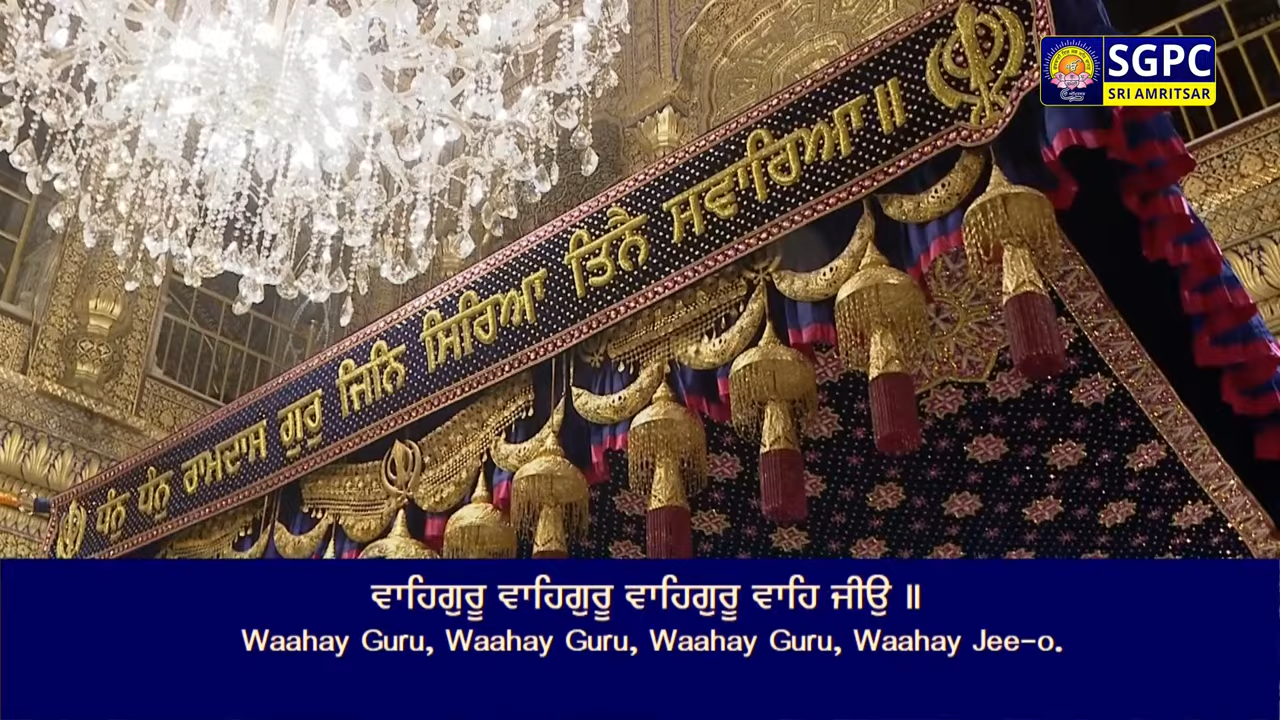 SGPC
SRI AMRITSAR
ਧੰਨ ਧੰਨ ਰਾਮਦਾਸ ਗੁਰੁ ਜਿਨਿ ਸਿਰਿਆ ਤਿਨੈ ਸਵਾਰਿਆ॥
ਵਾਹਿਗੁਰੂ ਵਾਹਿਗੁਰੂ ਵਾਹਿਗੁਰੂ ਵਾਹਿ ਜੀਉ ॥
Waahay Guru, Waahay Guru, Waahay Guru, Waahay Jee-o.